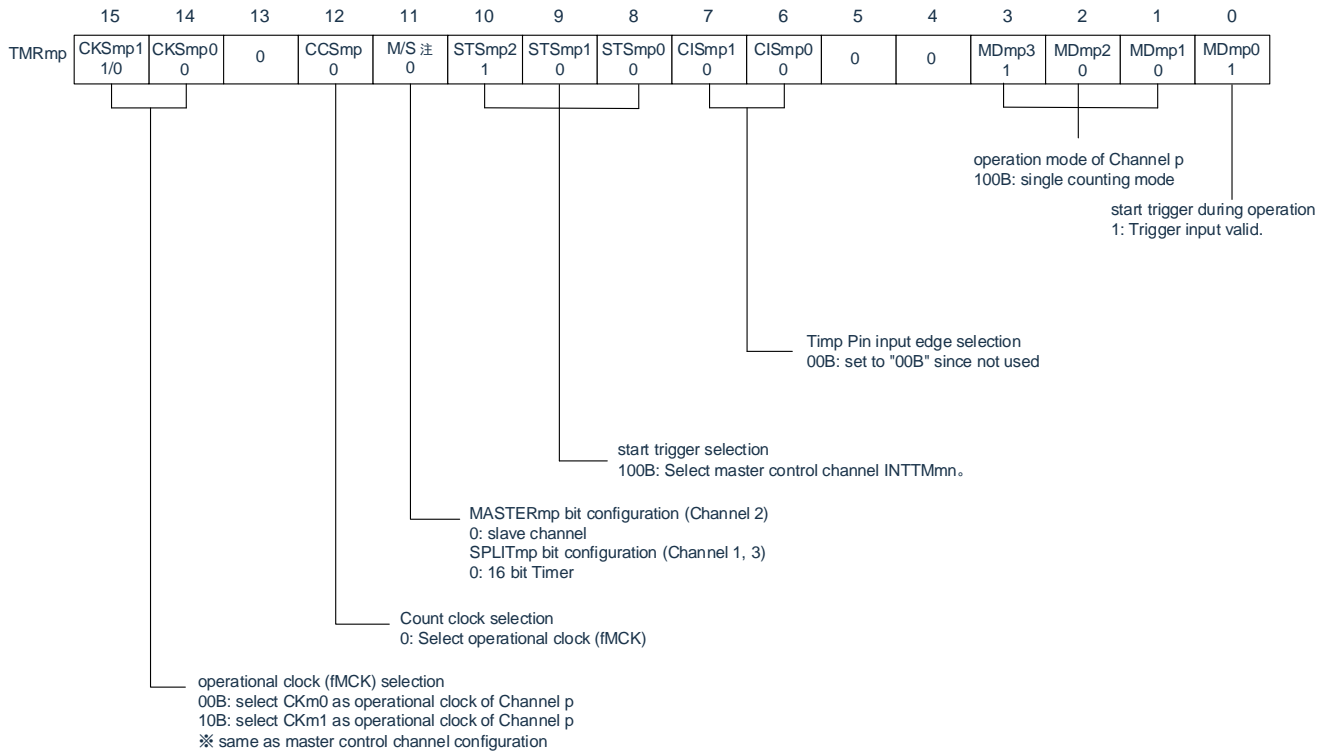 15 14 13 12 11 10 9 8 7 6 5 4 3 2 1 0
TMRmp CKSmp1 CKSmp0 0 CCSmp M/S 注 STSmp2 STSmp1 STSmp0 CISmp1 CISmp0 0 0 MDmp3 MDmp2 MDmp1 MDmp0
1/0 0 0 0 1 0 0 0 0 1 0 0 1
operation mode of Channel p
100B: single counting mode
start trigger during operation
1: Trigger input valid.
Timp Pin input edge selection
00B: set to "00B" since not used
start trigger selection
100B: Select master control channel INTTMmn。
MASTERmp bit configuration (Channel 2)
0: slave channel
SPLITmp bit configuration (Channel 1, 3)
0: 16 bit Timer
Count clock selection
0: Select operational clock (fMCK)
operational clock (fMCK) selection
00B: select CKm0 as operational clock of Channel p
10B: select CKm1 as operational clock of Channel p
※ same as master control channel configuration